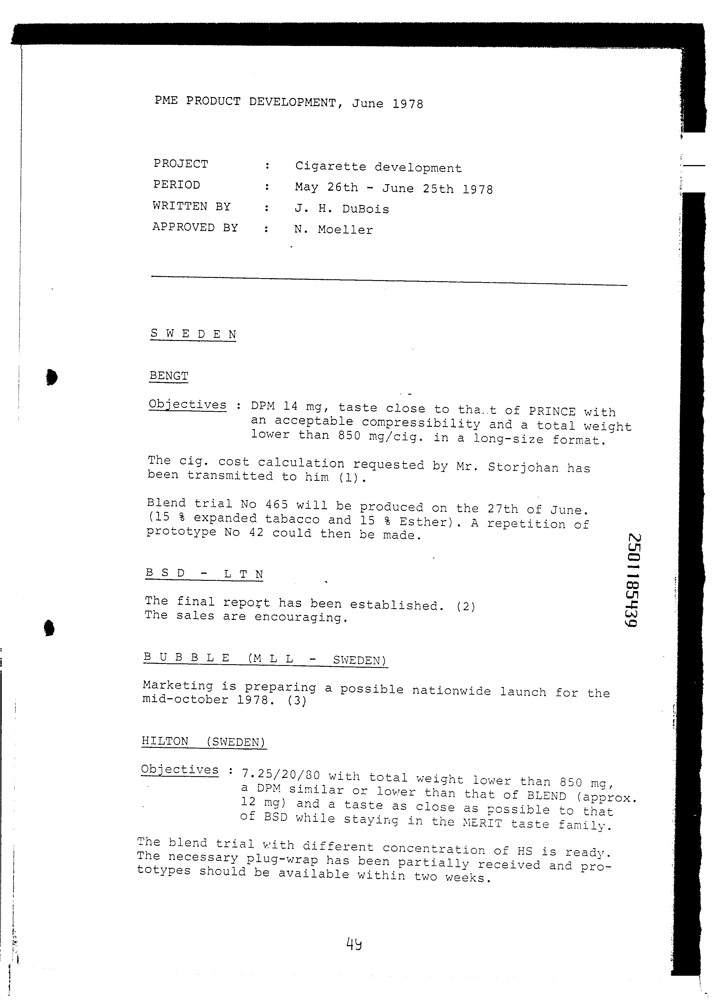 PME PRODUCT DEVELOPMENT, June 1978
PROJECT : Cigarette development
PERIOD : May 26th - June 25th 1978
WRITTEN BY : J. H. DuBois
APPROVED BY : N. Moeller
S W E D E N
BENGT
Objectives : DPM 14 mg, taste close to tha..t of PRINCE with
an acceptable compressibility and a total weight
lower than 850 mg/cig. in a long-size format.
The cig. cost calculation requested by Mr. Storjohan has
been transmitted to him (1).
Blend trial No 465 will be produced on the 27th of June.
(15 % expanded tabacco and 15 % Esther). A repetition of
prototype No 42 could then be made.
2501185439
B S D - L T N
The final report has been established. (2)
The sales are encouraging.
B U B B L E (M L L - SWEDEN)
Marketing is preparing a possible nationwide launch for the
mid-october 1978. (3)
HILTON (SWEDEN)
Objectives : 7.25/20/80 with total weight lower than 850 mg,
a DPM similar or lower than that of BLEND (approx.
12 mg) and a taste as close as possible to that
of BSD while staying in the MERIT taste family.
The blend trial with different concentration of HS is ready.
The necessary plug-wrap has been partially received and pro-
totypes should be available within two weeks.
49